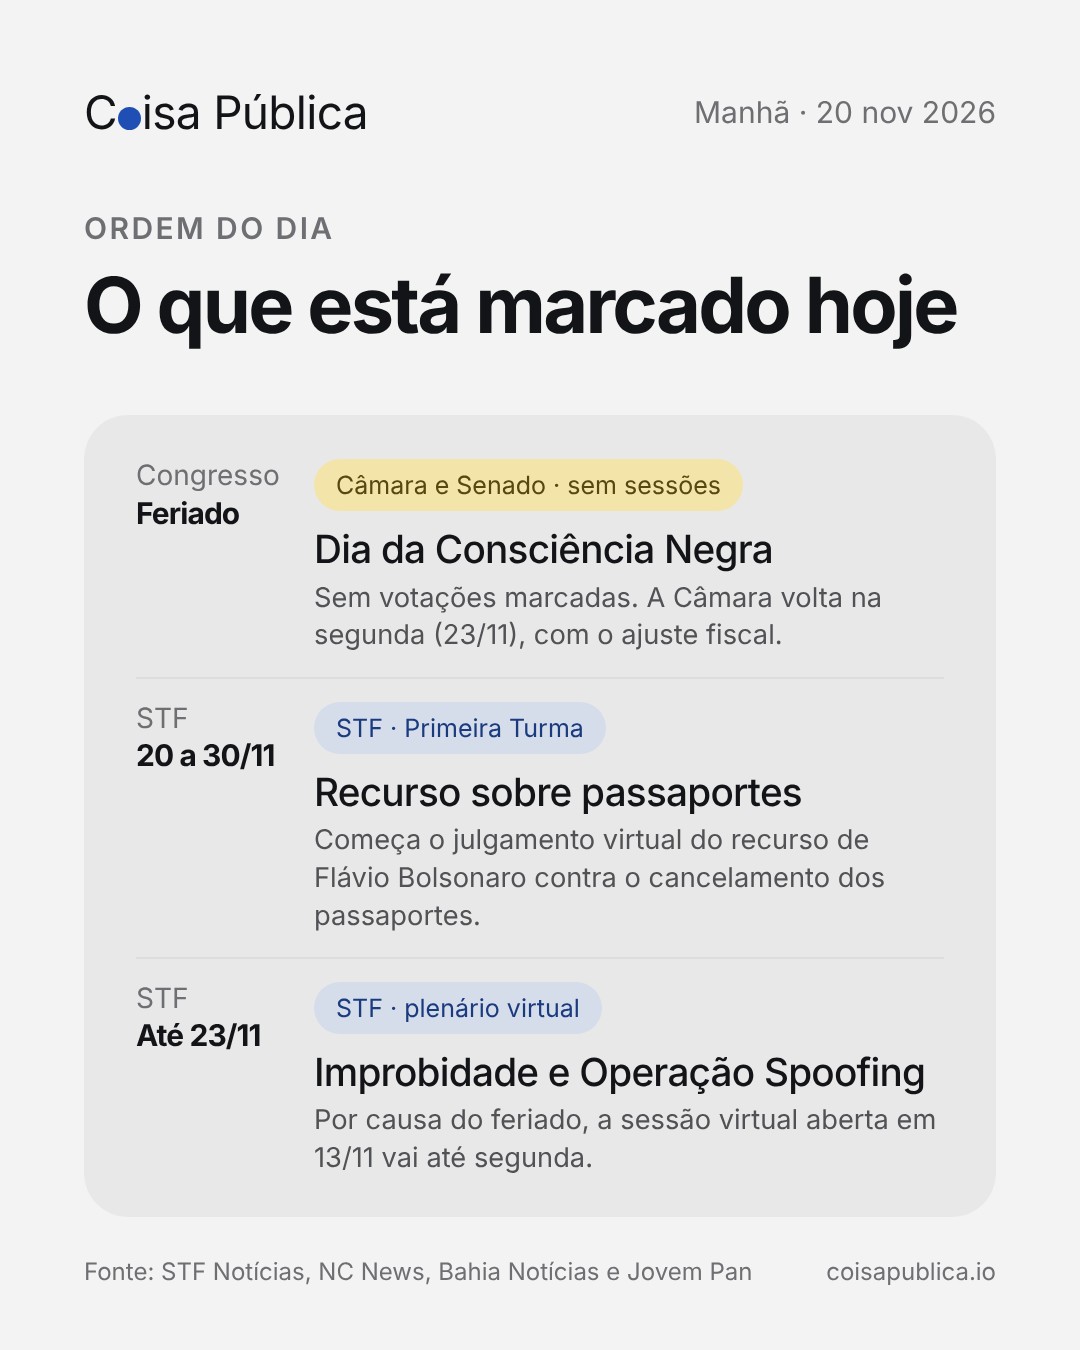 Coisa Pública
Manhã · 20 nov 2026
ORDEM DO DIA
O que está marcado hoje
Congresso
Feriado
Câmara e Senado · sem sessões
Dia da Consciência Negra
Sem votações marcadas. A Câmara volta na
segunda (23/11), com o ajuste fiscal.
STF
20 a 30/11
STF · Primeira Turma
Recurso sobre passaportes
Começa o julgamento virtual do recurso de
Flávio Bolsonaro contra o cancelamento dos
passaportes.
STF
Até 23/11
STF · plenário virtual
Improbidade e Operação Spoofing
Por causa do feriado, a sessão virtual aberta em
13/11 vai até segunda.
Fonte: STF Notícias, NC News, Bahia Notícias e Jovem Pan
coisapublica.io